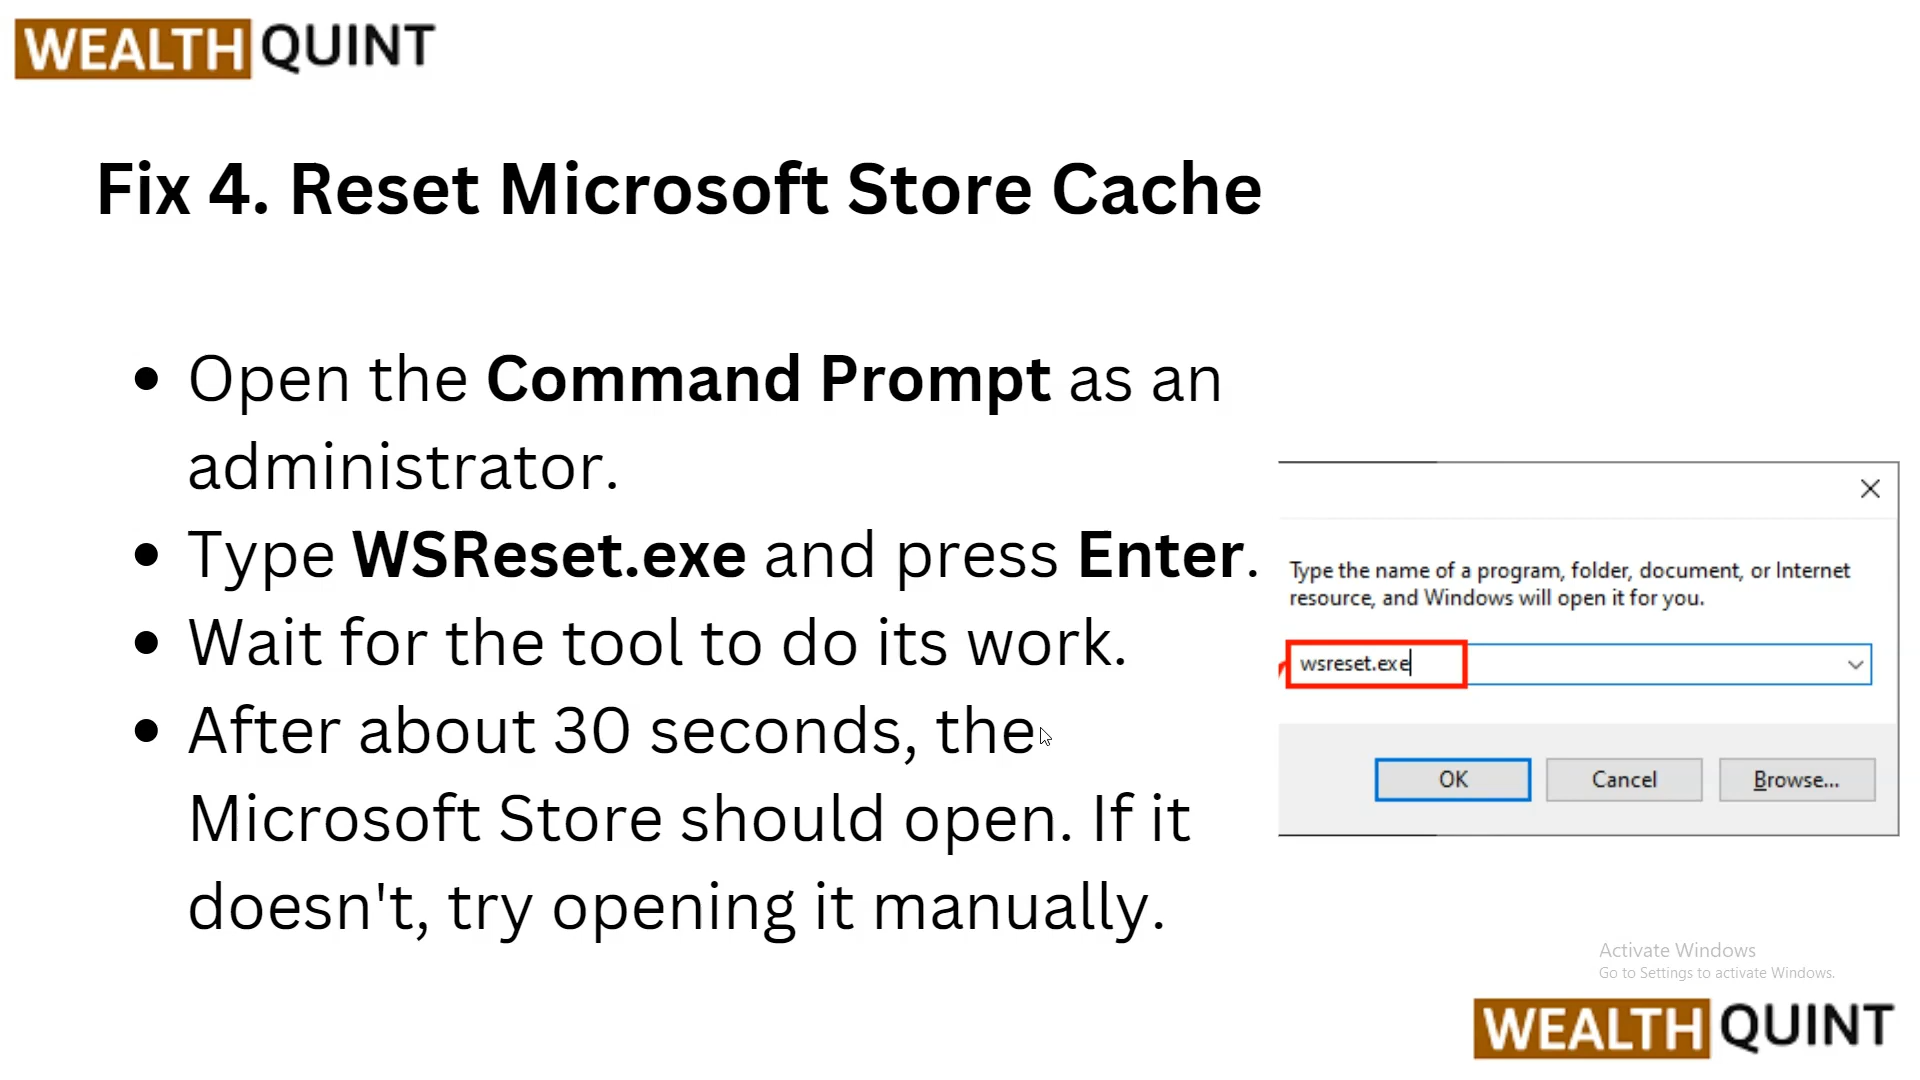 WEALTH QUINT
Fix 4. Reset Microsoft Store Cache
• Open the Command Prompt as an
administrator.
• Type WSReset.exe and press Enter.
• Wait for the tool to do its work.
• After about 30 seconds, the
Microsoft Store should open. If it
doesn't, try opening it manually.
Type the name of a program, folder, document, or Internet
resource, and Windows will open it for you.
wsreset.exe
OK Cancel Browse...
Activate Windows
Go to Settings to activate Windows.
WEALTH QUINT